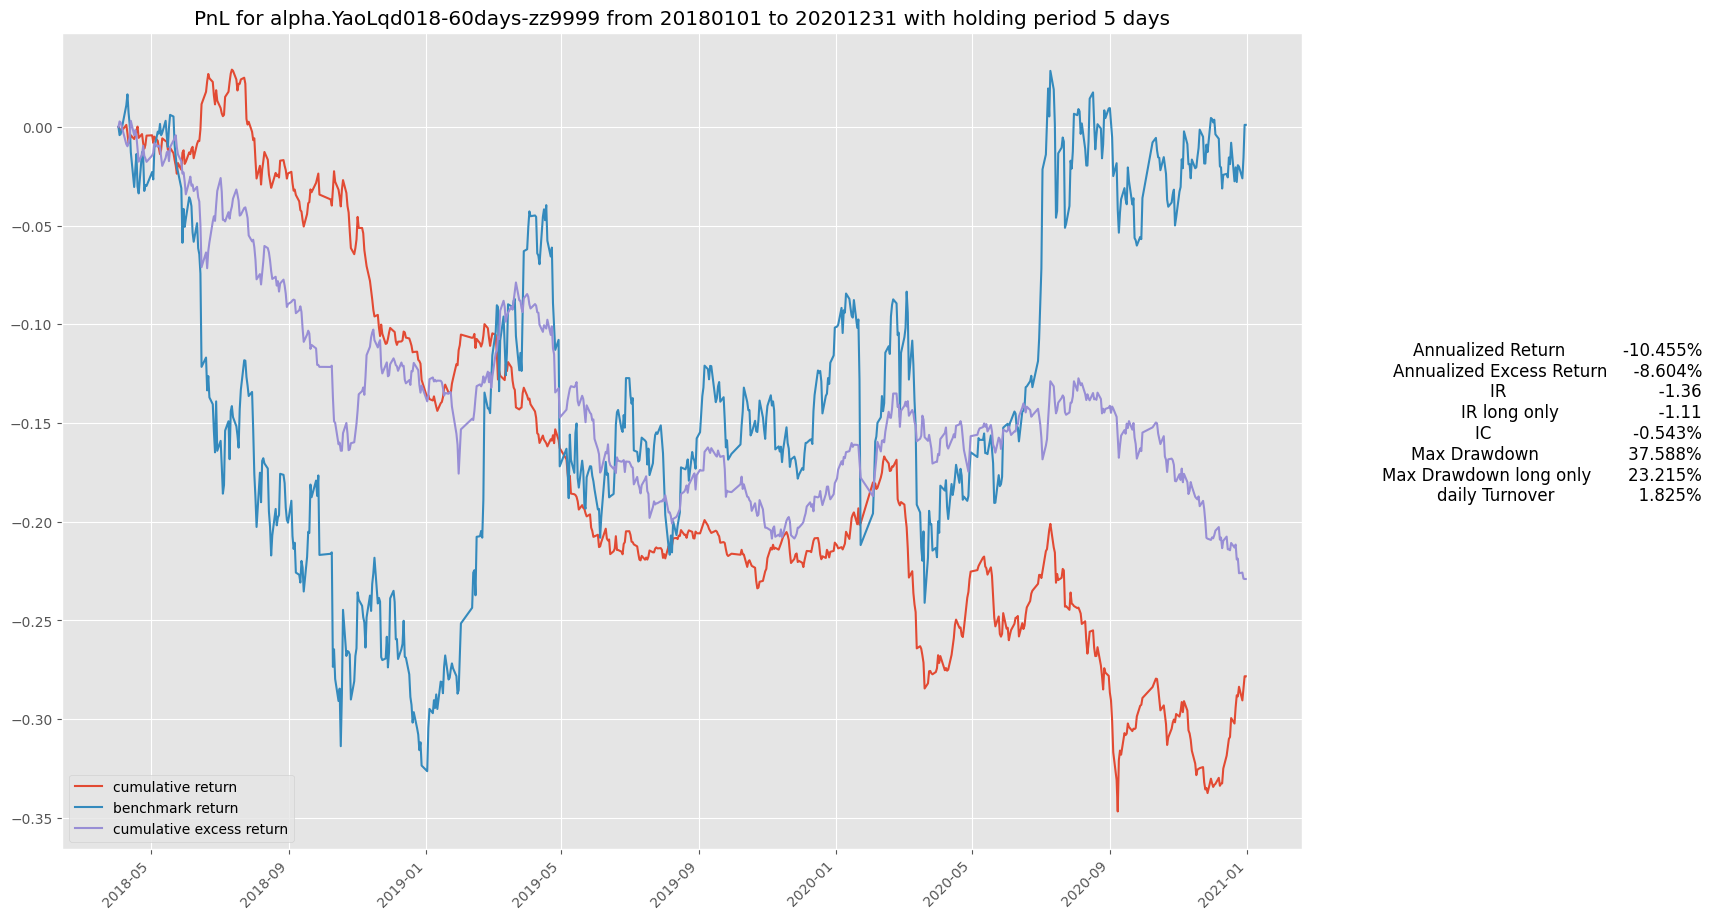 PnL for alpha.YaoLqd018-60days-zz9999 from 20180101 to 20201231 with holding period 5 days
0.00
−0.05
−0.10
−0.15
−0.20
−0.25
−0.30
−0.35
cumulative return
benchmark return
cumulative excess return
2018-05
2018-09
2019-01
2019-05
2019-09
2020-01
2020-05
2020-09
2021-01
Annualized Return -10.455%
Annualized Excess Return -8.604%
IR -1.36
IR long only -1.11
IC -0.543%
Max Drawdown 37.588%
Max Drawdown long only 23.215%
daily Turnover 1.825%